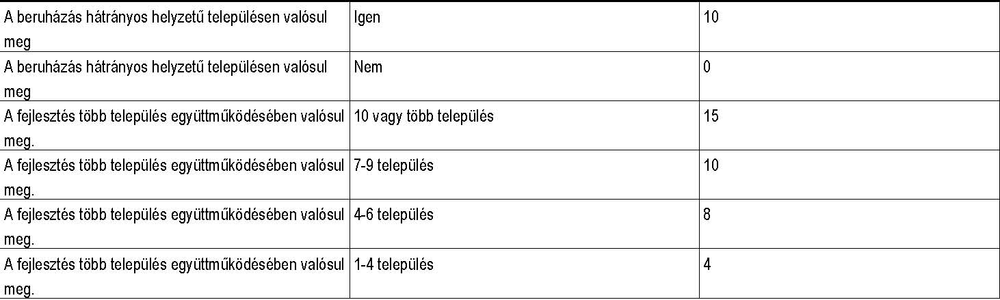 A beruházás hátrányos helyzetű településen valósul Igen 10
meg
A beruházás hátrányos helyzetű településen valósul Nem 0
meg
A fejlesztés több település együttműködésében valósul 10 vagy több település 15
meg.
A fejlesztés több település együttműködésében valósul 7-9 település 10
meg.
A fejlesztés több település együttműködésében valósul 4-6 település 8
meg.
A fejlesztés több település együttműködésében valósul 1-4 település 4
meg.